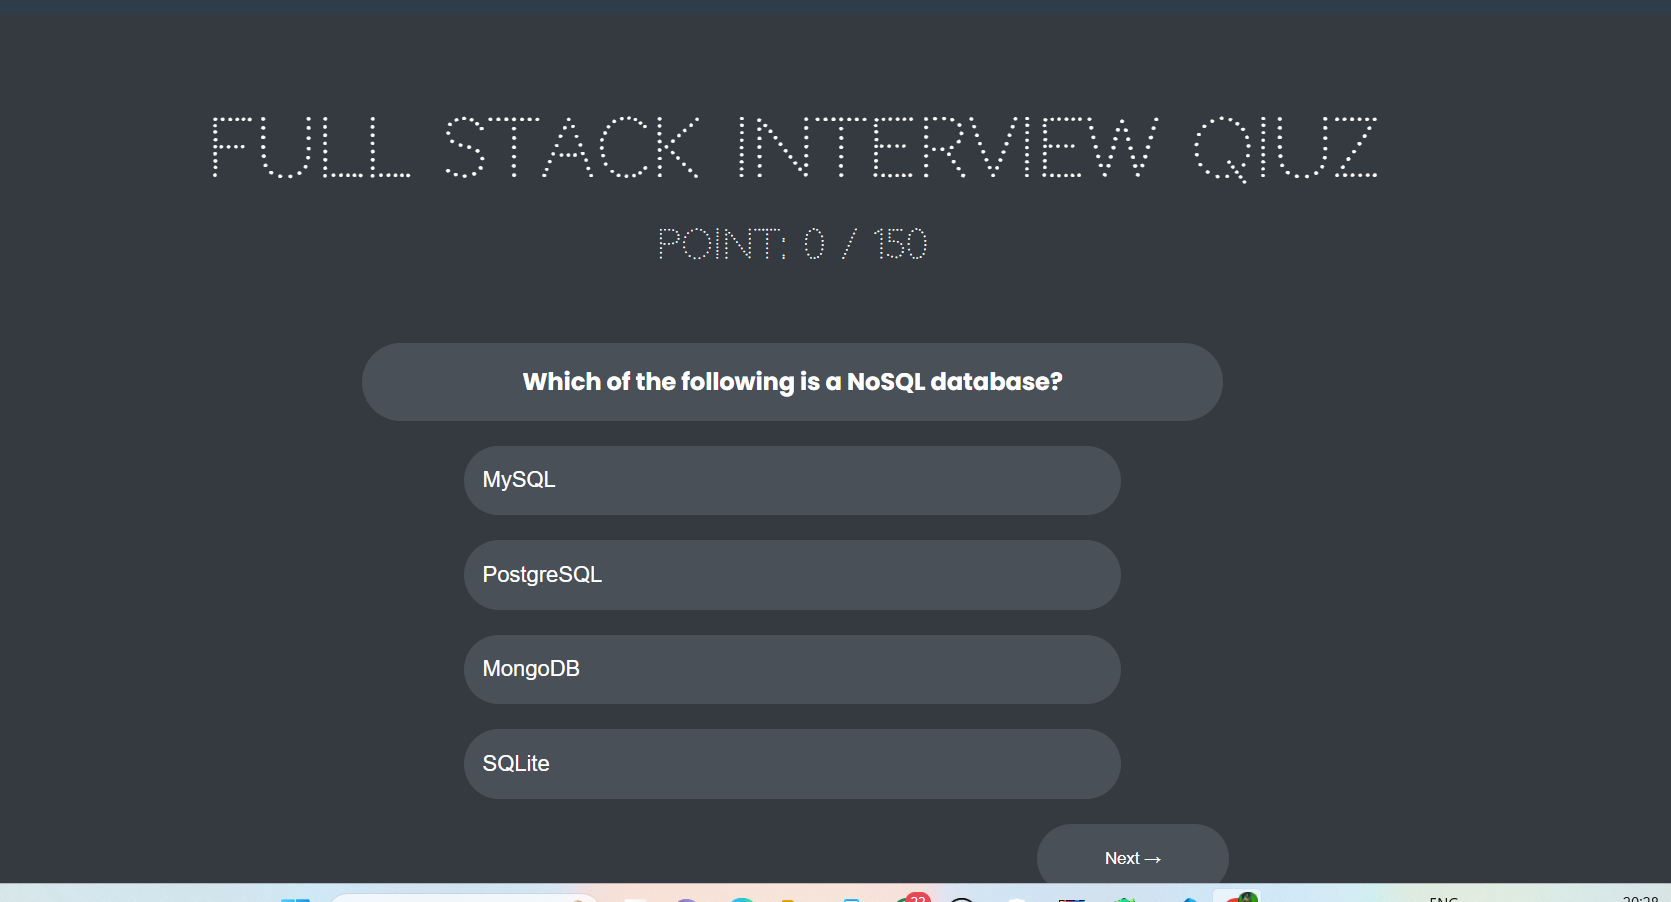 FULL STACK INTERVIEW QIUZ
POINT: 0 / 150
Which of the following is a NoSQL database?
MySQL
PostgreSQL
MongoDB
SQLite
Next →